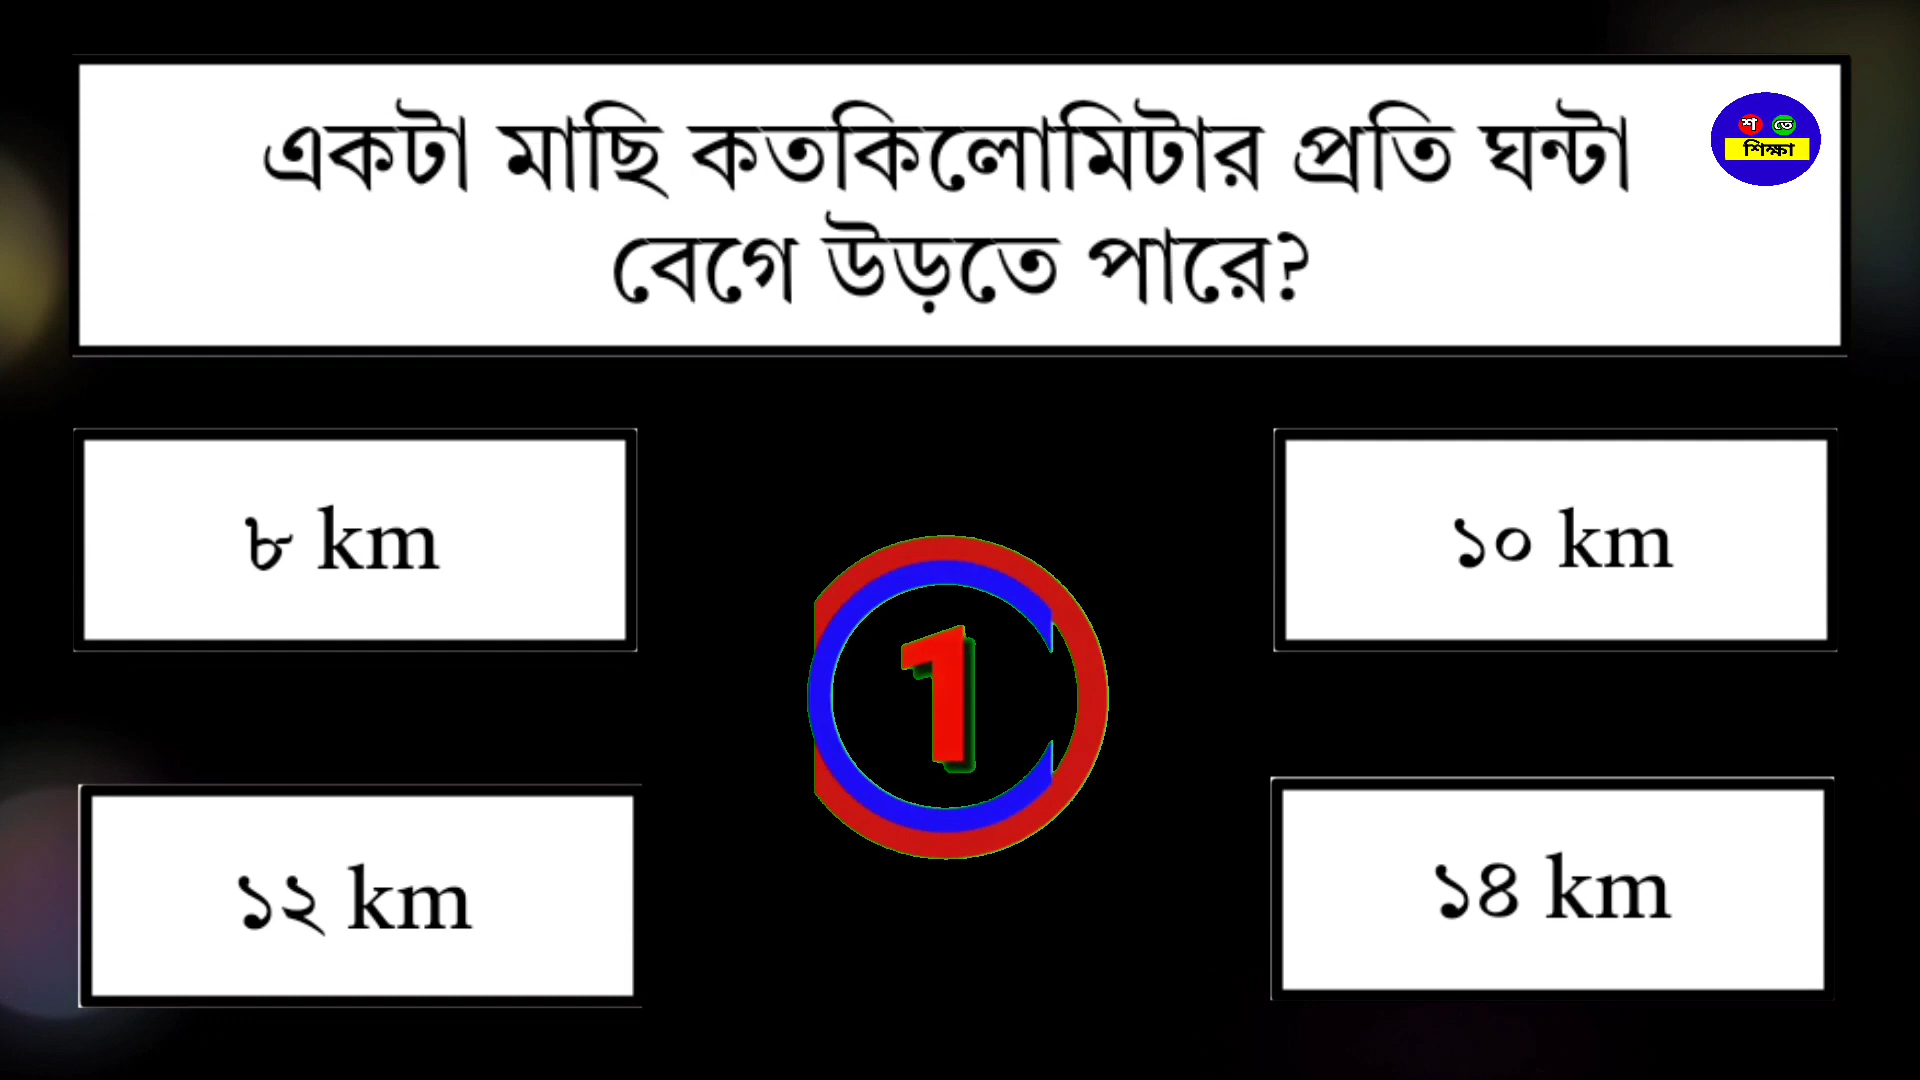 একটা মাছি কতকিলোমিটার প্রতি ঘন্টা
বেগে উড়তে পারে?
শ তে
শিক্ষা
৮ km
১০ km
1
১২ km
১৪ km